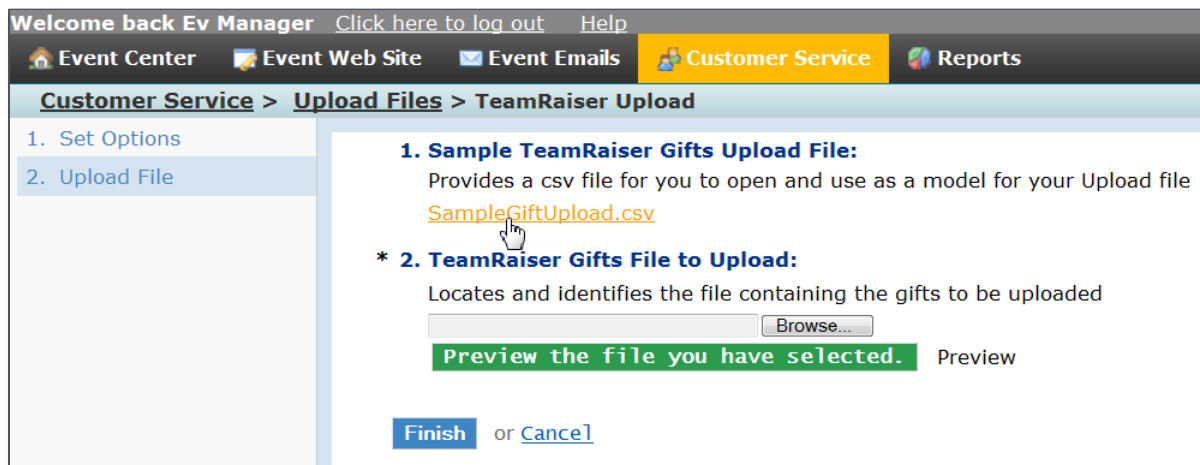 Welcome back Ev Manager Click here to log out Help
Event Center Event Web Site Event Emails Customer Service Reports
Customer Service > Upload Files > TeamRaiser Upload
1. Set Options
2. Upload File
1. Sample TeamRaiser Gifts Upload File:
Provides a csv file for you to open and use as a model for your Upload file
SampleGiftUpload.csv
* 2. TeamRaiser Gifts File to Upload:
Locates and identifies the file containing the gifts to be uploaded
Browse...
Preview the file you have selected. Preview
Finish or Cancel